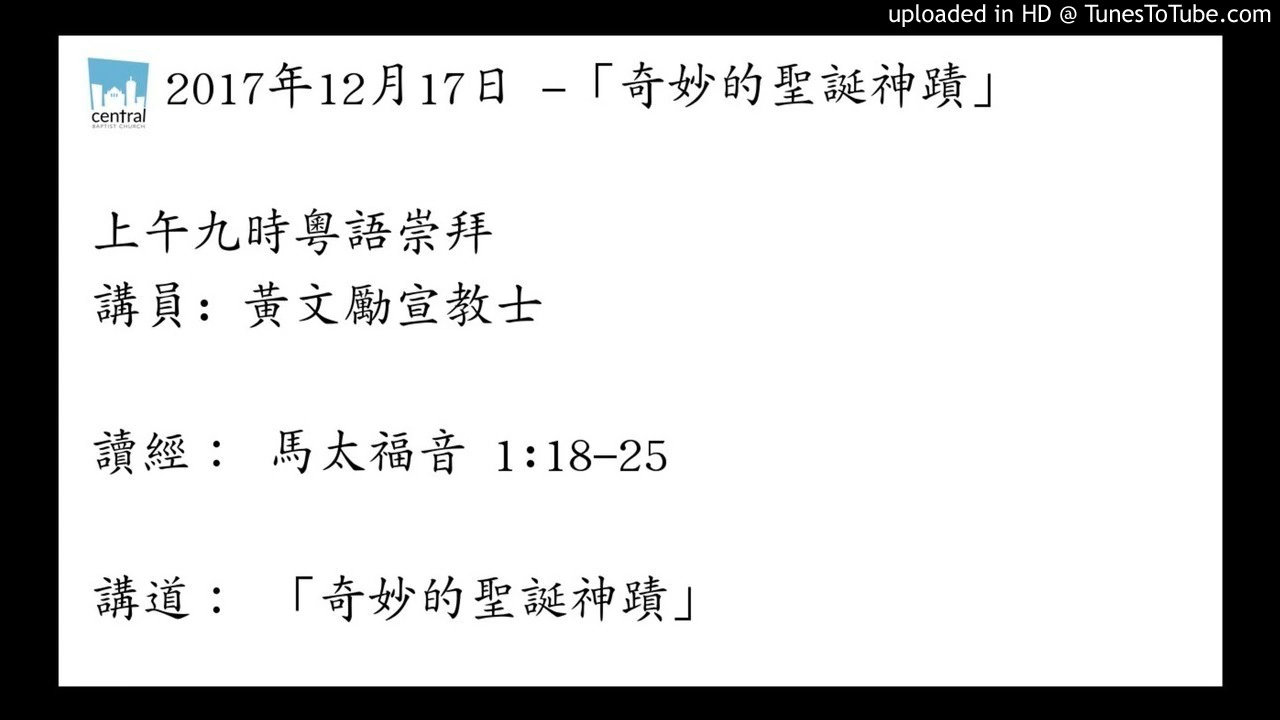 uploaded in HD @ TunesToTube.com
central
BAPTIST CHURCH
2017年12月17日 –「奇妙的聖誕神蹟」
上午九時粵語崇拜
講員: 黃文勵宣教士
讀經： 馬太福音 1:18–25
講道： 「奇妙的聖誕神蹟」